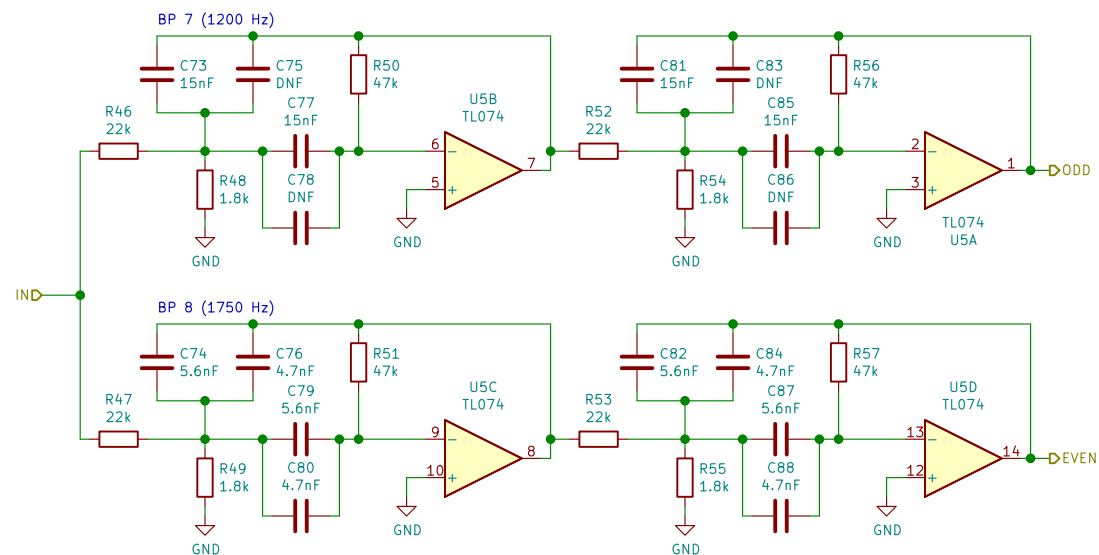 BP 7 (1200 Hz)
C73
15nF
C75
DNF
R50
47k
C81
15nF
C83
DNF
R56
47k
R46
22k
C77
15nF
U5B
TL074
R52
22k
C85
15nF
6
7
2
1
ODD
R48
1.8k
C78
DNF
5
R54
1.8k
C86
DNF
3
TL074
U5A
GND
GND
GND
GND
IN
BP 8 (1750 Hz)
C74
5.6nF
C76
4.7nF
R51
47k
C82
5.6nF
C84
4.7nF
R57
47k
R47
22k
C79
5.6nF
U5C
TL074
R53
22k
C87
5.6nF
U5D
TL074
9
8
13
14
EVEN
R49
1.8k
C80
4.7nF
10
R55
1.8k
C88
4.7nF
12
GND
GND
GND
GND